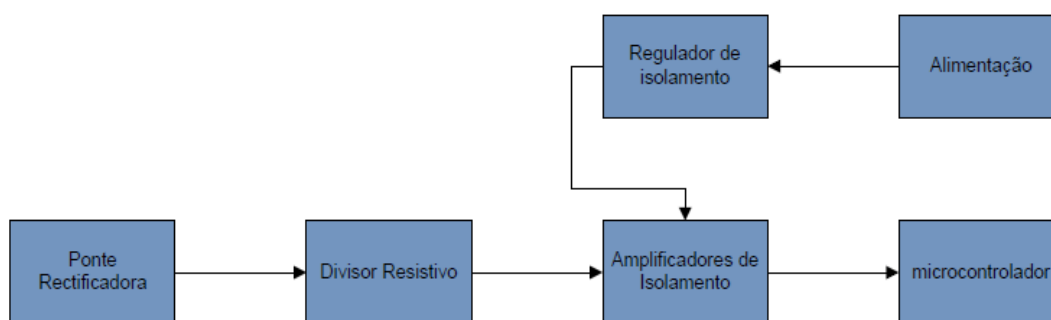 Regulador de
isolamento
Alimentação
Ponte
Rectificadora
Divisor Resistivo
Amplificadores de
Isolamento
microcontrolador